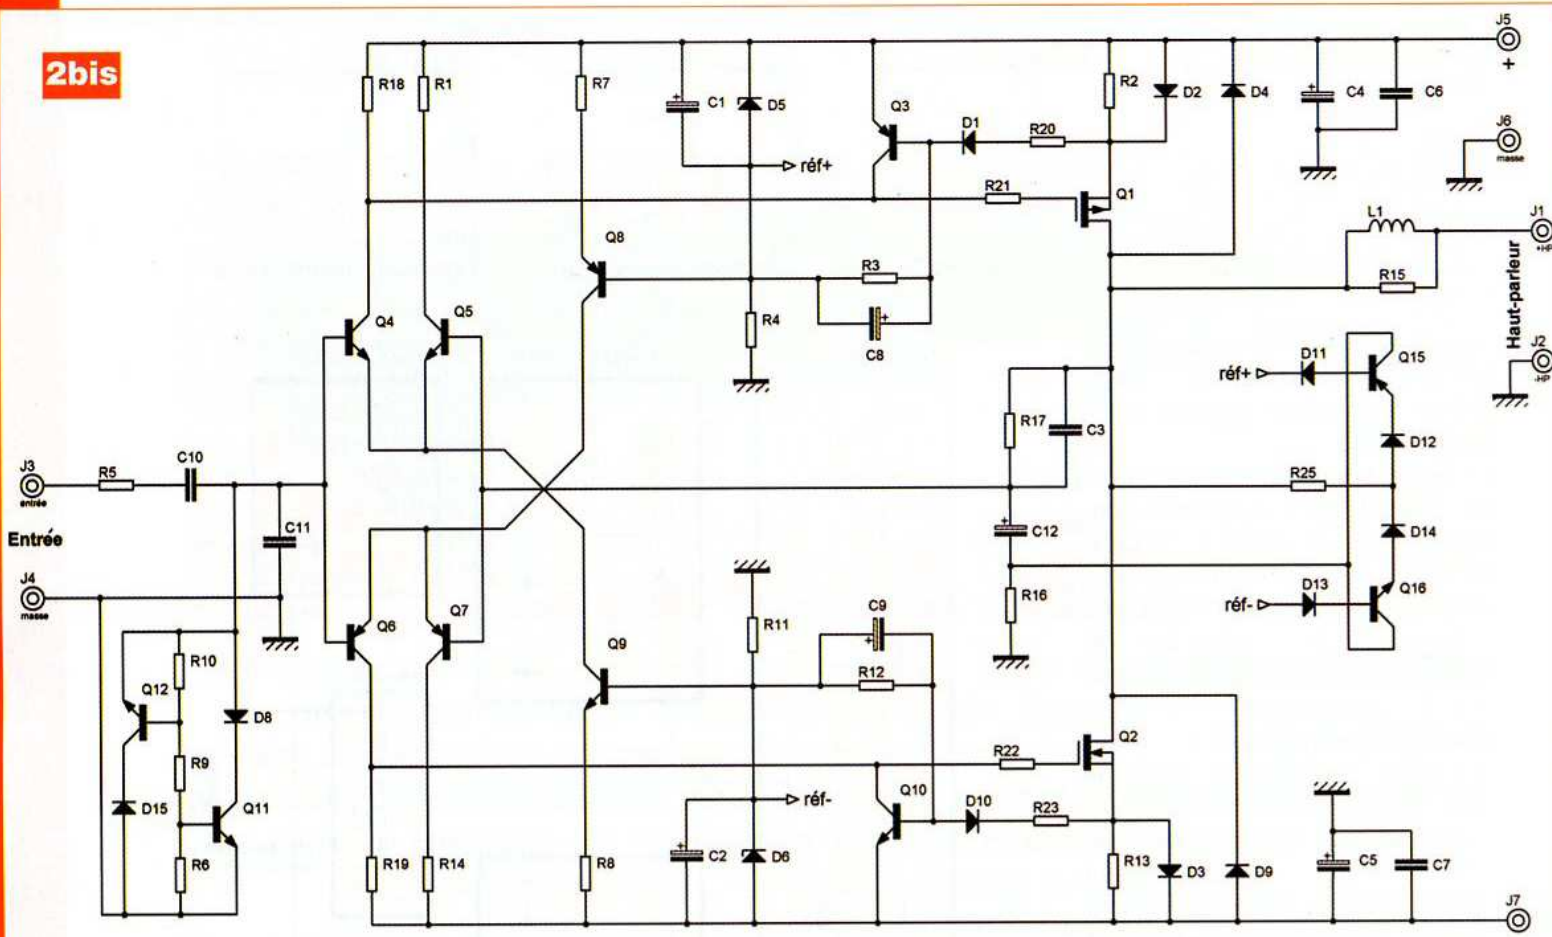 2bis
J5
+
R18
R1
R7
C1
D5
Q3
D1
R20
R2
D2
D4
C4
C6
J6
masse
réf+
R21
Q1
L1
J1
+HP
R15
Haut-parleur
Q8
R3
Q4
Q5
R4
C8
J2
-HP
D11
Q15
réf+
R17
C3
D12
J3
entrée
R5
C10
R25
C11
Entrée
C12
D14
J4
masse
R16
D13
Q16
réf-
Q6
Q7
R11
C9
Q9
R12
R10
Q12
D8
Q2
R22
R9
D15
Q11
réf-
Q10
D10
R23
R6
R19
R14
R8
C2
D6
R13
D3
D9
C5
C7
J7